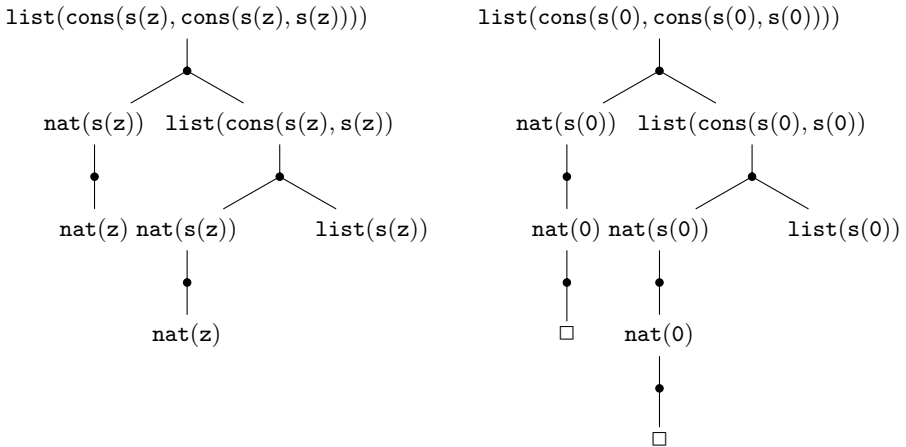 list(cons(s(z), cons(s(z), s(z)))) list(cons(s(0), cons(s(0), s(0))))
nat(s(z)) list(cons(s(z), s(z)) nat(s(0)) list(cons(s(0), s(0))
nat(z) nat(s(z)) list(s(z)) nat(0) nat(s(0)) list(s(0))
nat(z) □ nat(0)
□